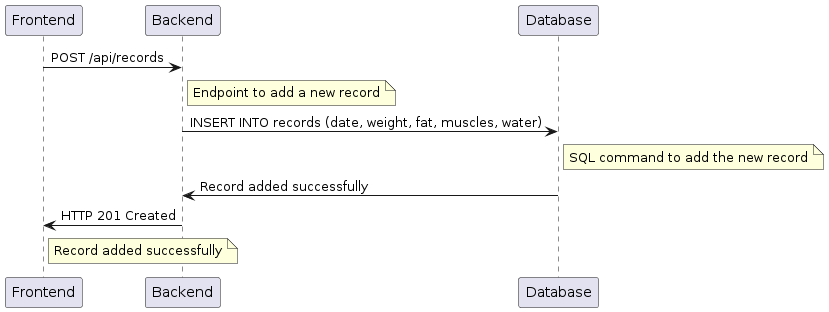 Frontend
Backend
Database
POST /api/records
Endpoint to add a new record
INSERT INTO records (date, weight, fat, muscles, water)
SQL command to add the new record
Record added successfully
HTTP 201 Created
Record added successfully
Frontend
Backend
Database